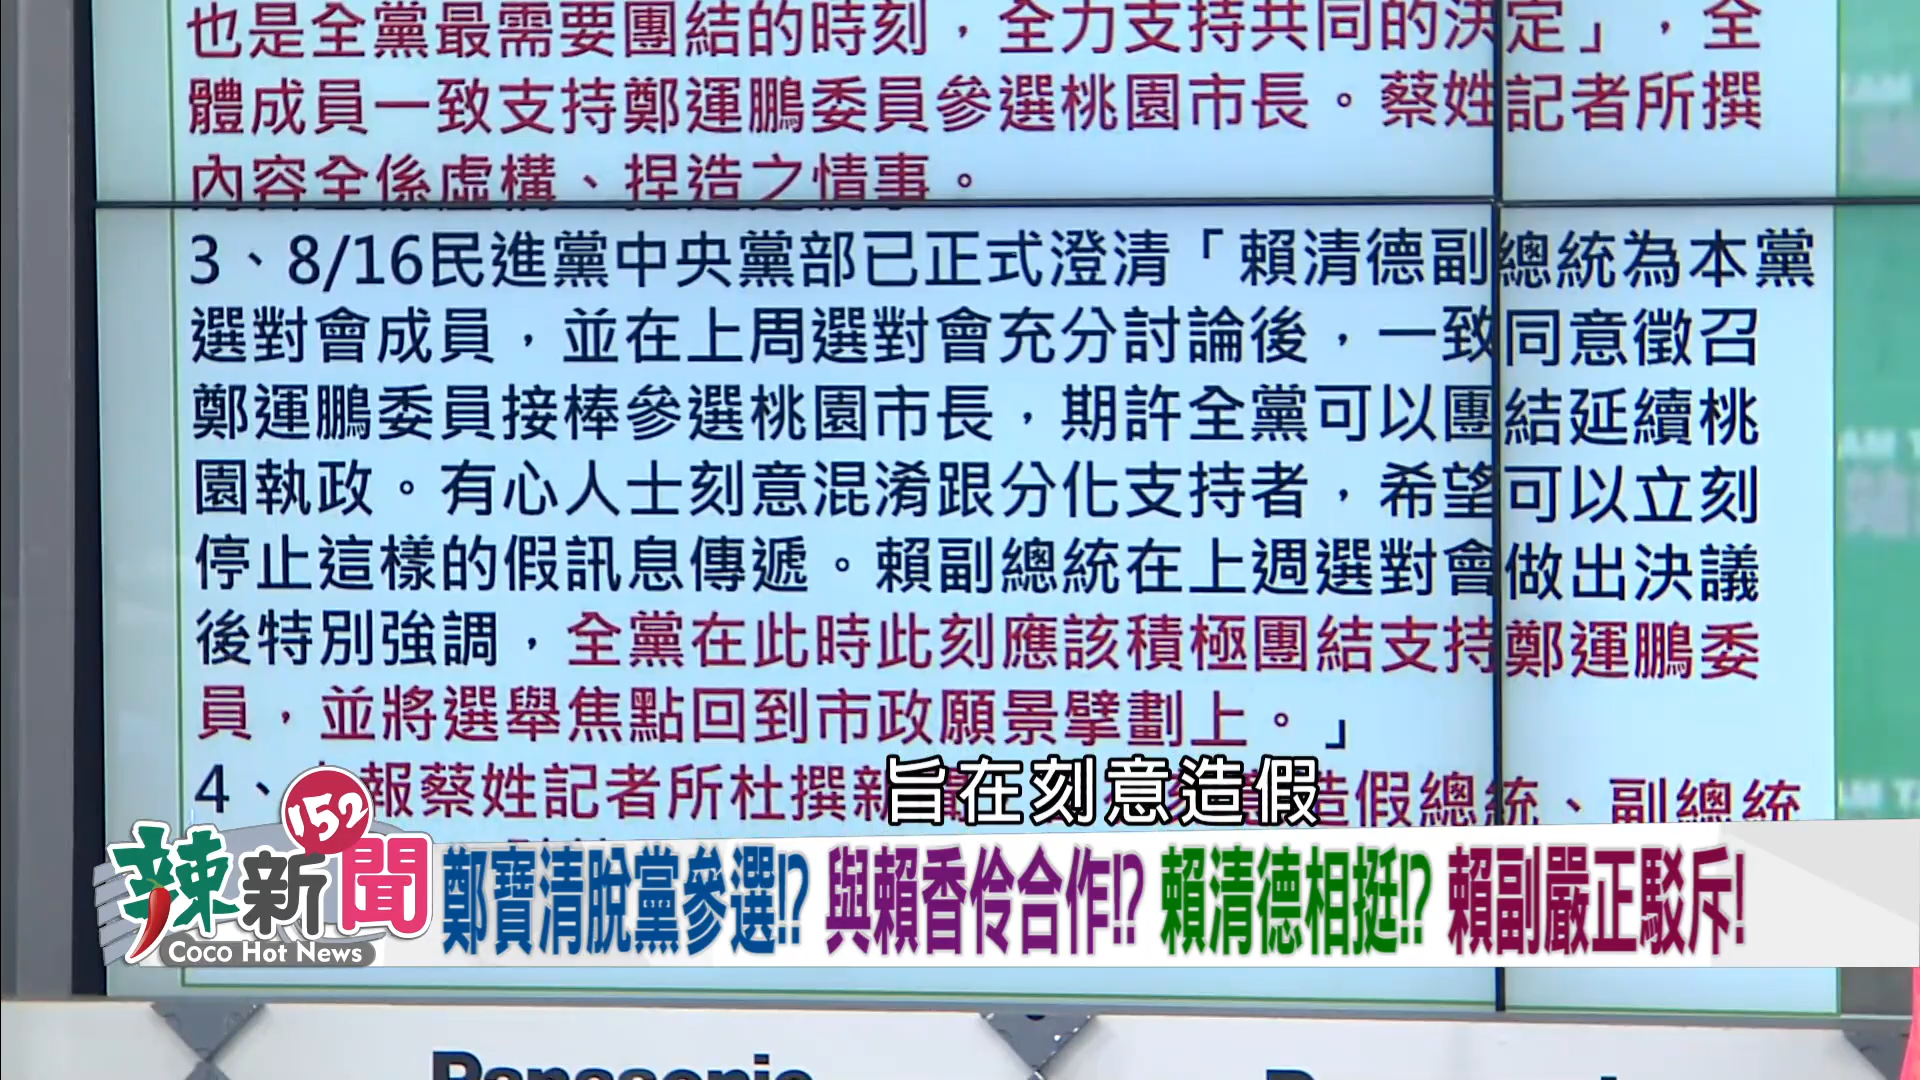 也是全黨最需要團結的時刻，全力支持共同的決定」，全
體成員一致支持鄭運鵬委員參選桃園市長。蔡姓記者所撰
內容全係虛構、捏造之情事。
3、8/16民進黨中央黨部已正式澄清「賴清德副總統為本黨
選對會成員，並在上周選對會充分討論後，一致同意徵召
鄭運鵬委員接棒參選桃園市長，期許全黨可以團結延續桃
園執政。有心人士刻意混淆跟分化支持者，希望可以立刻
停止這樣的假訊息傳遞。賴副總統在上週選對會做出決議
後特別強調，全黨在此時此刻應該積極團結支持鄭運鵬委
員，並將選舉焦點回到市政願景擘劃上。」
4、報蔡姓記者所杜撰新造假總統、副總統
旨在刻意造假
152
辣新聞
Coco Hot News
鄭寶清脫黨參選!? 與賴香伶合作!? 賴清德相挺!? 賴副嚴正駁斥!
Panasonic